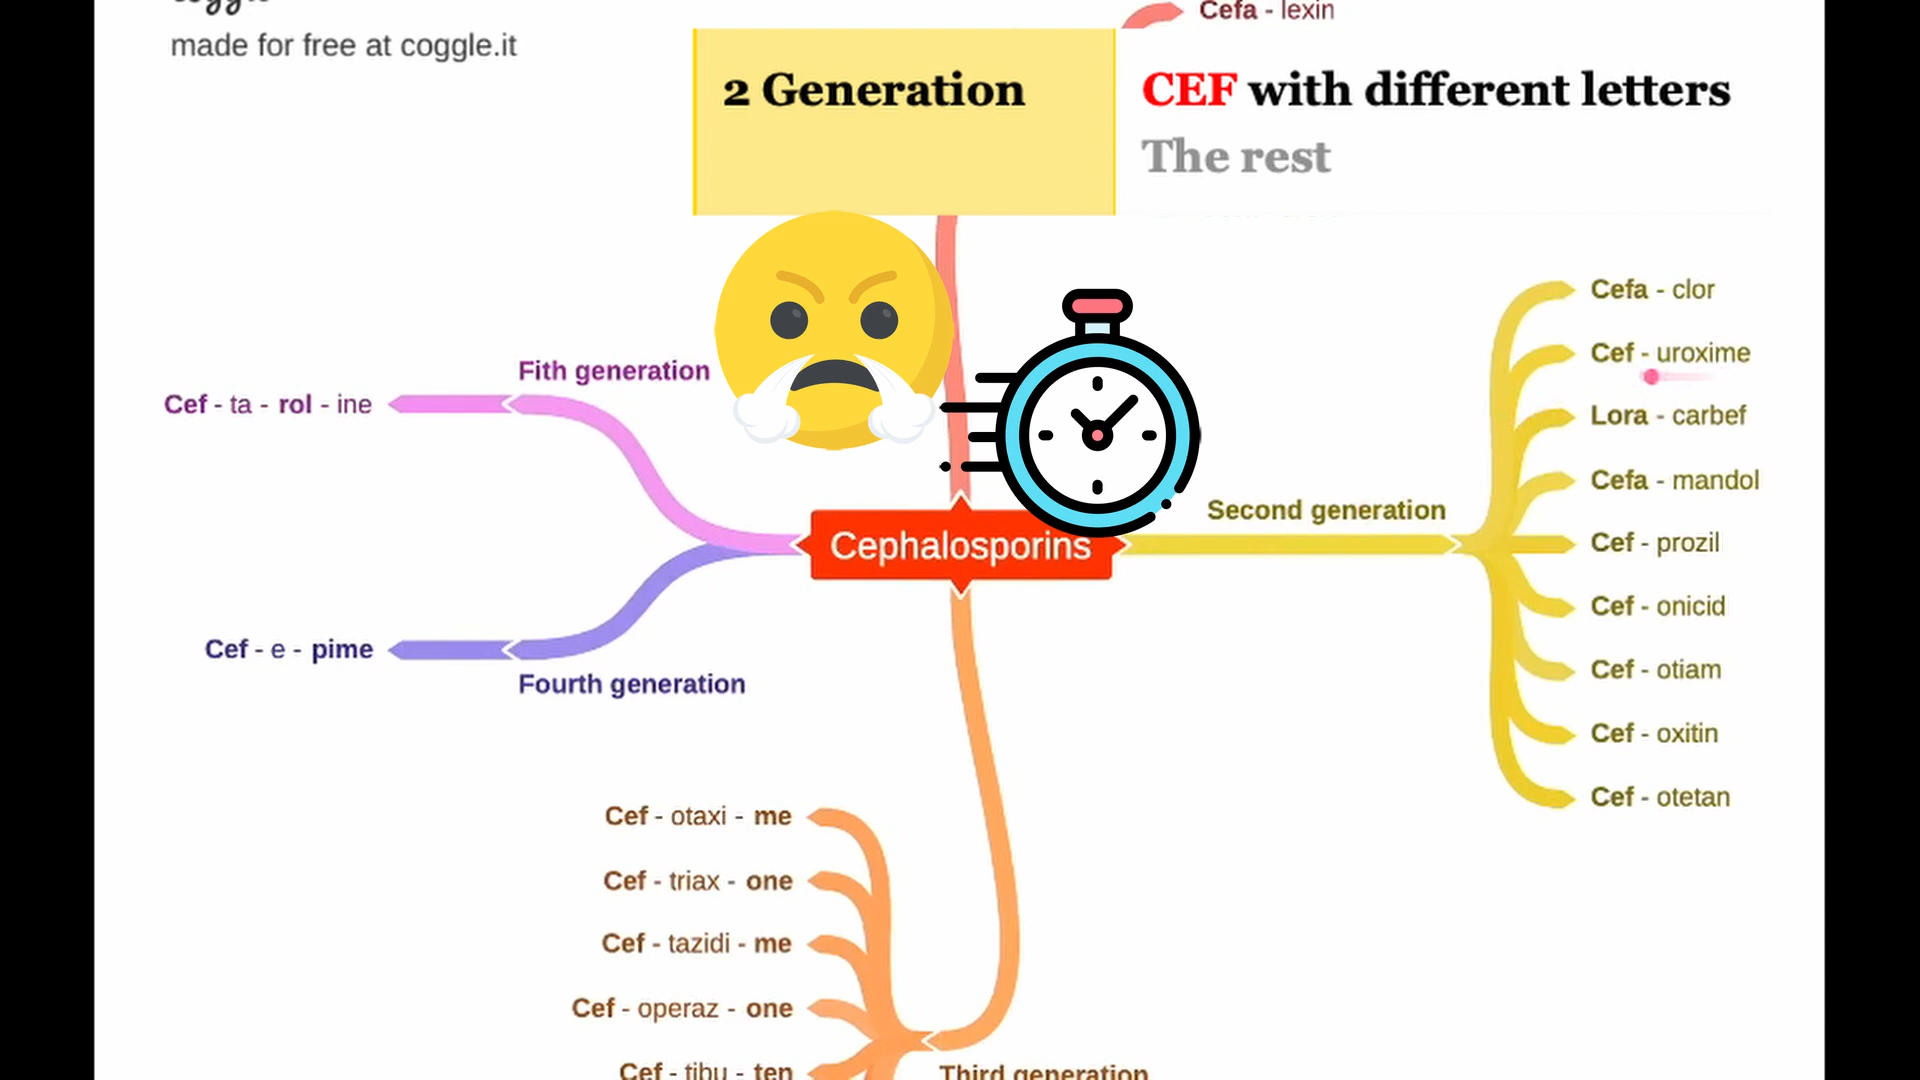 made for free at coggle.it
Cefa - lexin
2 Generation
CEF with different letters
The rest
Fith generation
Cef - ta - rol - ine
Cephalosporins
Cef - e - pime
Fourth generation
Second generation
Cefa - clor
Cef - uroxime
Lora - carbef
Cefa - mandol
Cef - prozil
Cef - onicid
Cef - otiam
Cef - oxitin
Cef - otetan
Cef - otaxi - me
Cef - triax - one
Cef - tazidi - me
Cef - operaz - one
Cef - tibu - ten
Third generation